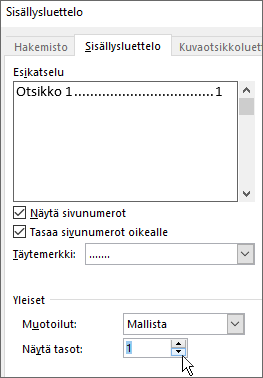 Sisällysluettelo
Hakemisto Sisällysluettelo Kuvaotsikkoluet
Esikatselu
Otsikko 1....................................1
Näytä sivunumerot
Tasaa sivunumerot oikealle
Täytemerkki: .......
Yleiset
Muotoilut: Mallista
Näytä tasot: 1